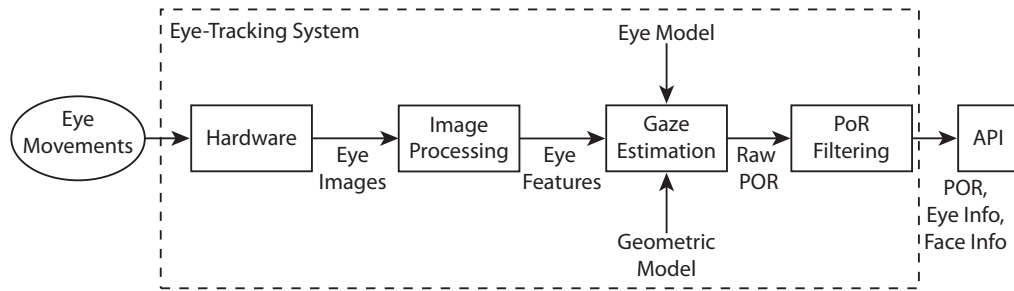 Eye-Tracking System
Eye Model
Eye
Movements
Hardware
Eye
Images
Image
Processing
Eye
Features
Gaze
Estimation
Raw
POR
PoR
Filtering
API
POR,
Eye Info,
Face Info
Geometric
Model